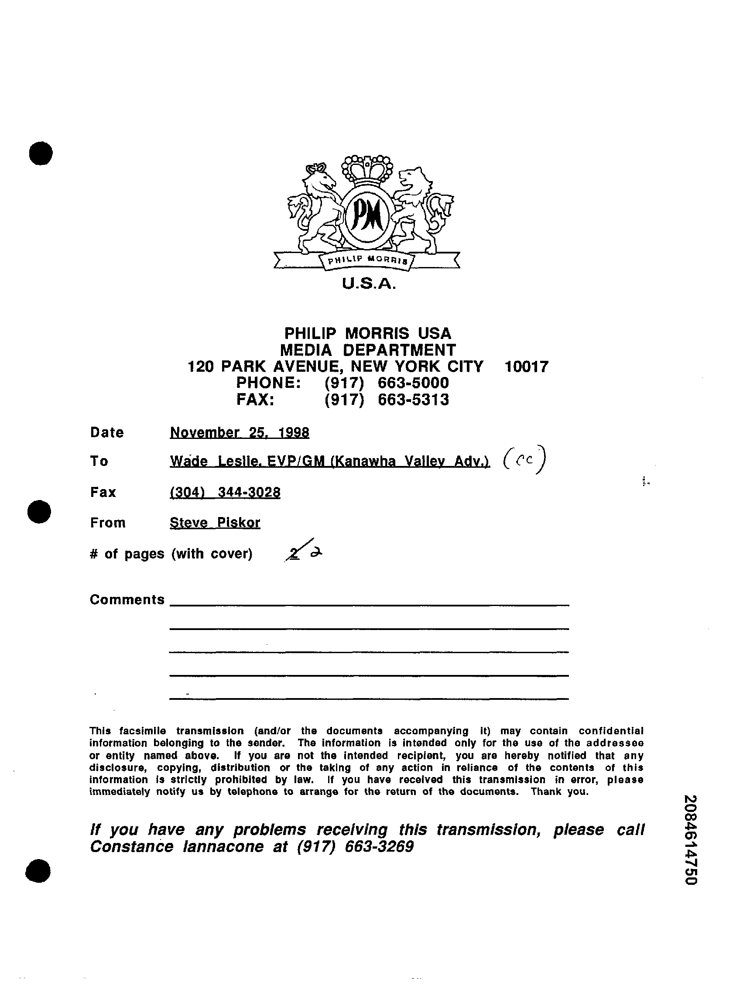 PM
PHILIP MORRIS
U.S.A.
PHILIP MORRIS USA
MEDIA DEPARTMENT
120 PARK AVENUE, NEW YORK CITY 10017
PHONE: (917) 663-5000
FAX: (917) 663-5313
Date November 25, 1998
To Wade Leslie, EVP/GM (Kanawha Valley Adv.) (cc)
Fax (304) 344-3028
From Steve Piskor
# of pages (with cover) 2 2
Comments
This facsimile transmission (and/or the documents accompanying it) may contain confidential
information belonging to the sender. The information is intended only for the use of the addressee
or entity named above. If you are not the intended recipient, you are hereby notified that any
disclosure, copying, distribution or the taking of any action in reliance of the contents of this
information is strictly prohibited by law. If you have received this transmission in error, please
immediately notify us by telephone to arrange for the return of the documents. Thank you.
If you have any problems receiving this transmission, please call
Constance Iannacone at (917) 663-3269
2084614750